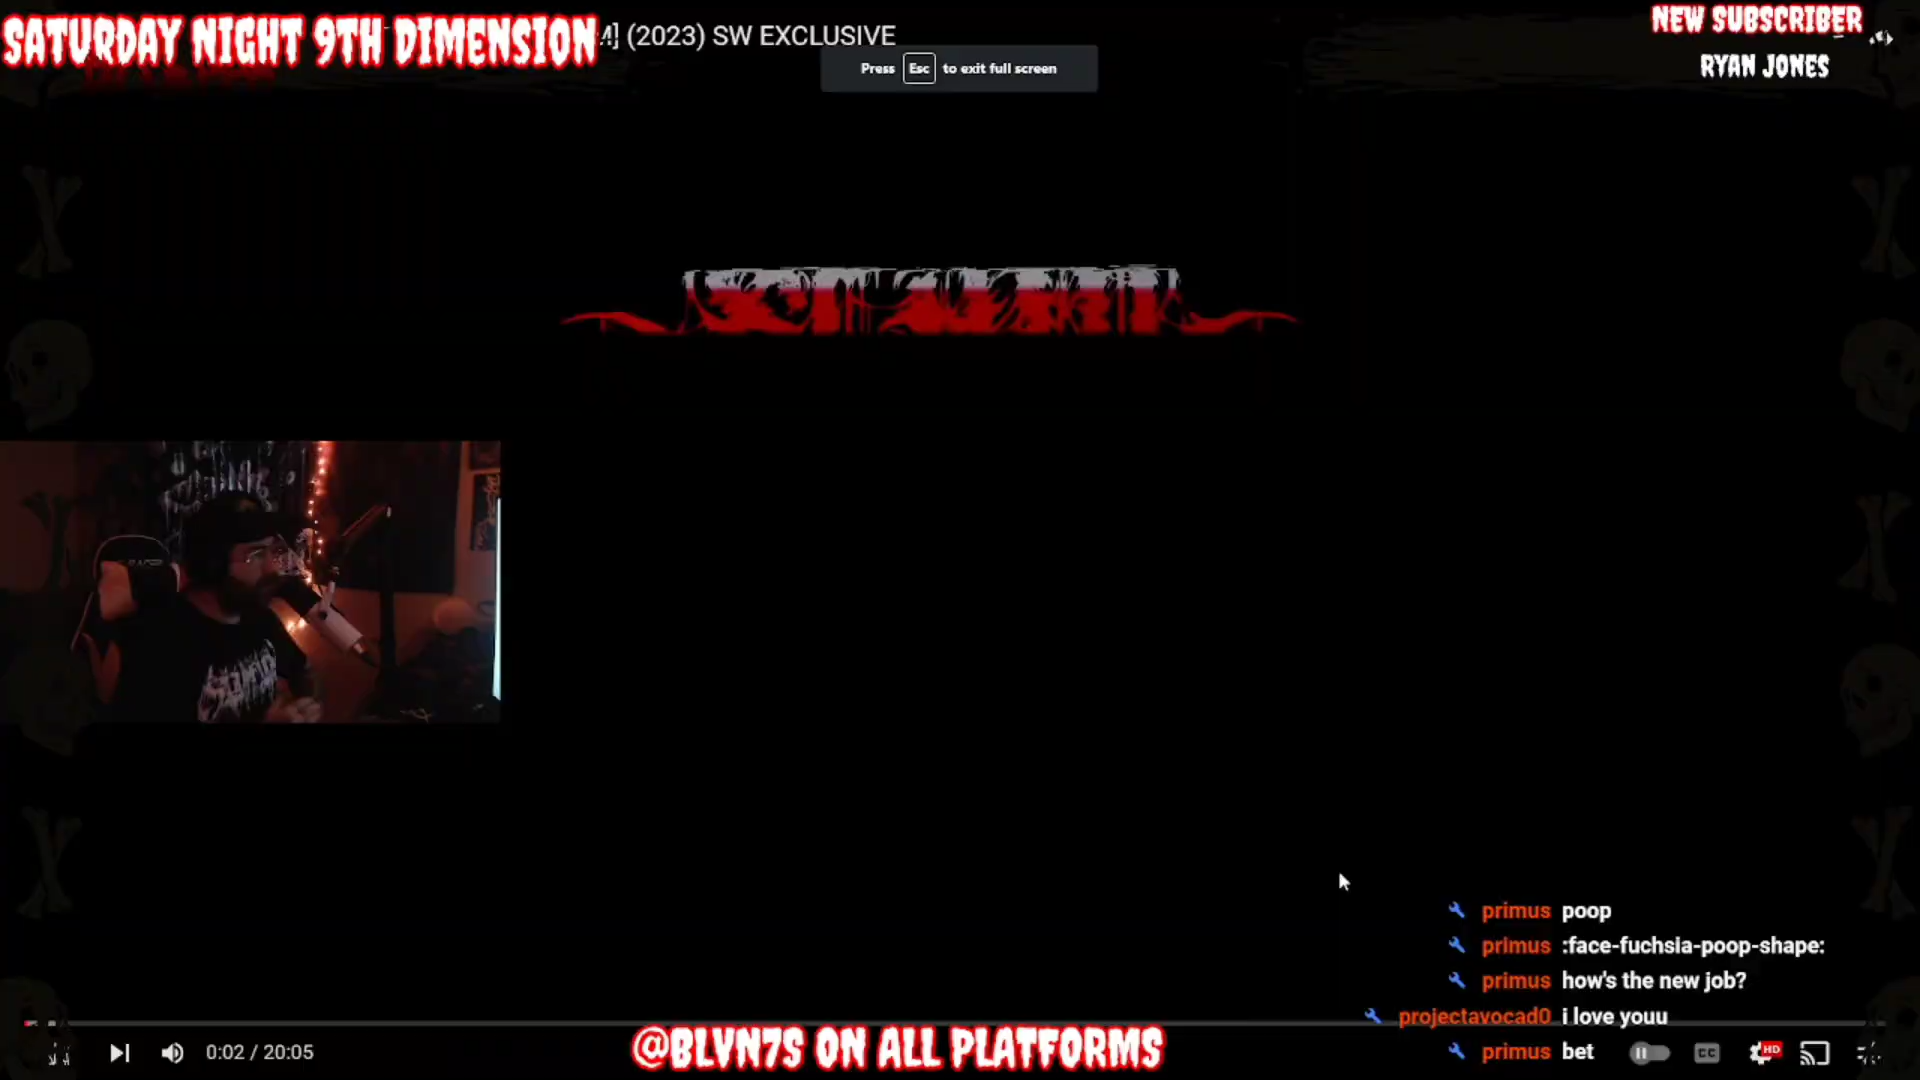 SATURDAY NIGHT 9TH DIMENSION
] (2023) SW EXCLUSIVE
Press Esc to exit full screen
NEW SUBSCRIBER
RYAN JONES
primus poop
primus :face-fuchsia-poop-shape:
primus how's the new job?
projectavocad0 i love youu
primus bet
0:02 / 20:05
@BLVN7S ON ALL PLATFORMS
CC
HD